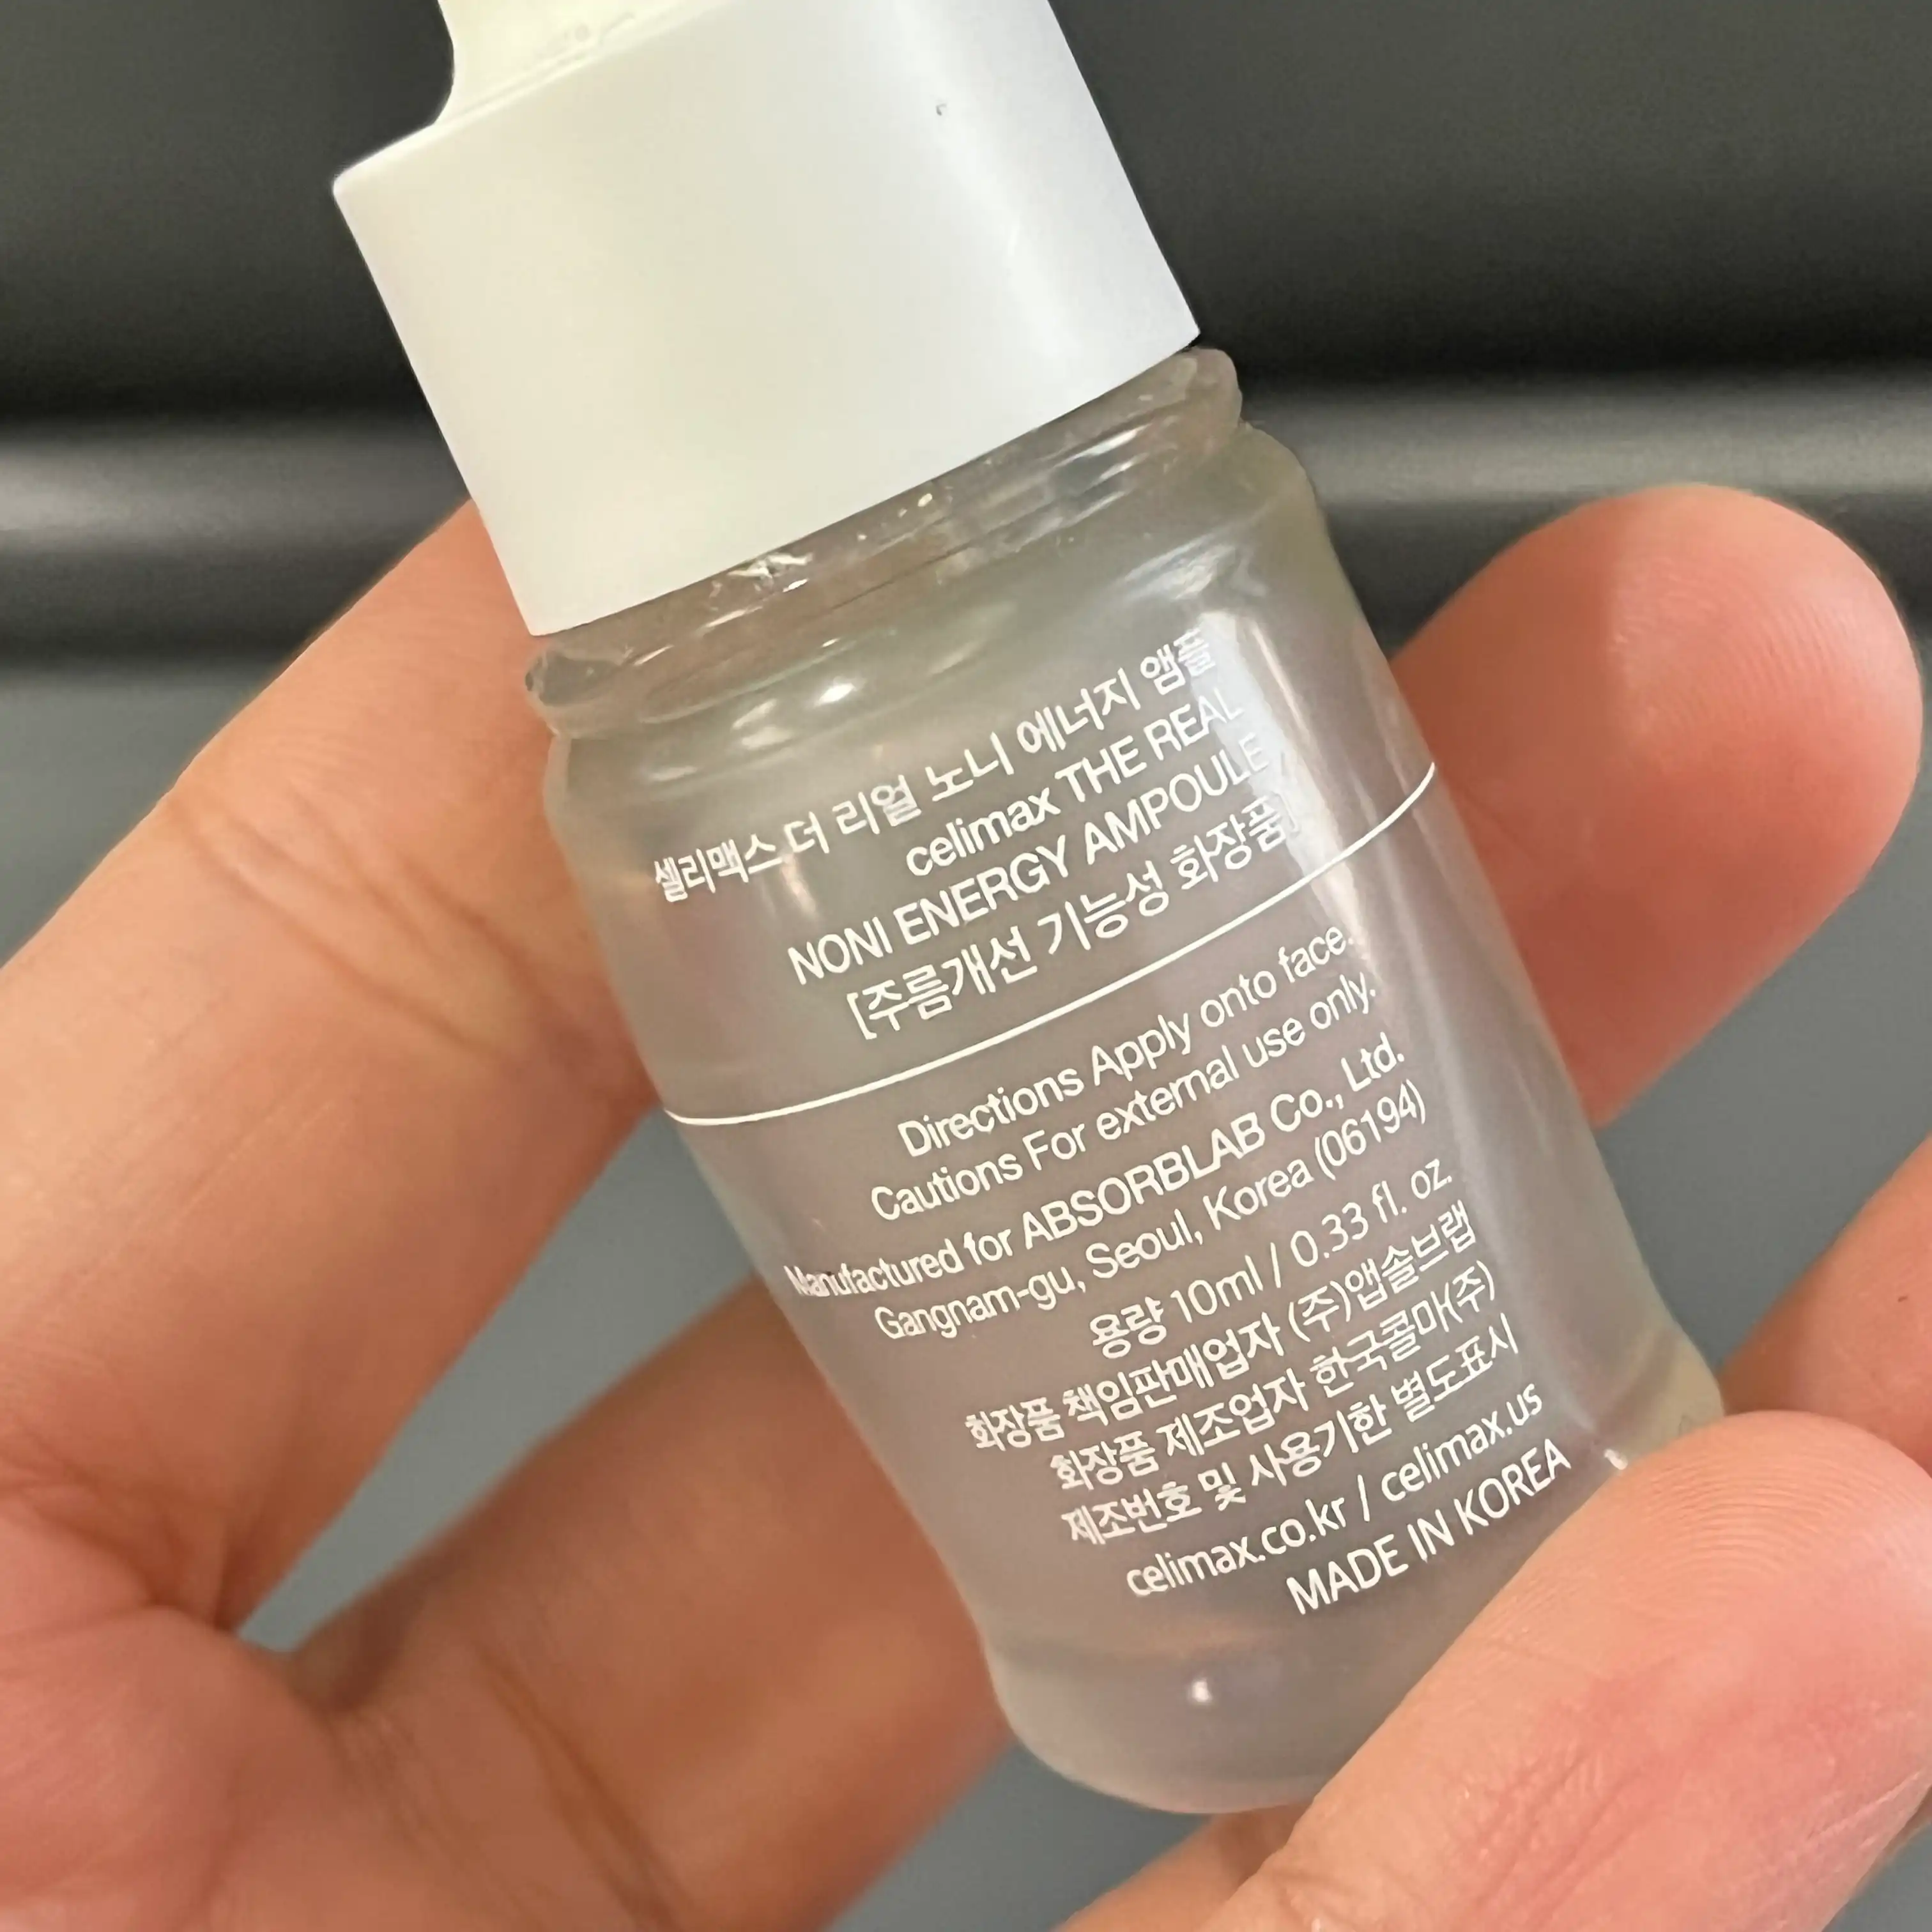 셀리맥스 더 리얼 노니 에너지 앰플
celimax THE REAL
NONI ENERGY AMPOULE
[주름개선 기능성 화장품]
Directions Apply onto face.
Cautions For external use only.
Manufactured for ABSORBLAB Co., Ltd.
Gangnam-gu, Seoul, Korea (06194)
용량 10ml / 0.33 fl. oz.
화장품 책임판매업자 (주)앱솔브랩
화장품 제조업자 한국콜마(주)
제조번호 및 사용기한 별도표시
celimax.co.kr / celimax.us
MADE IN KOREA